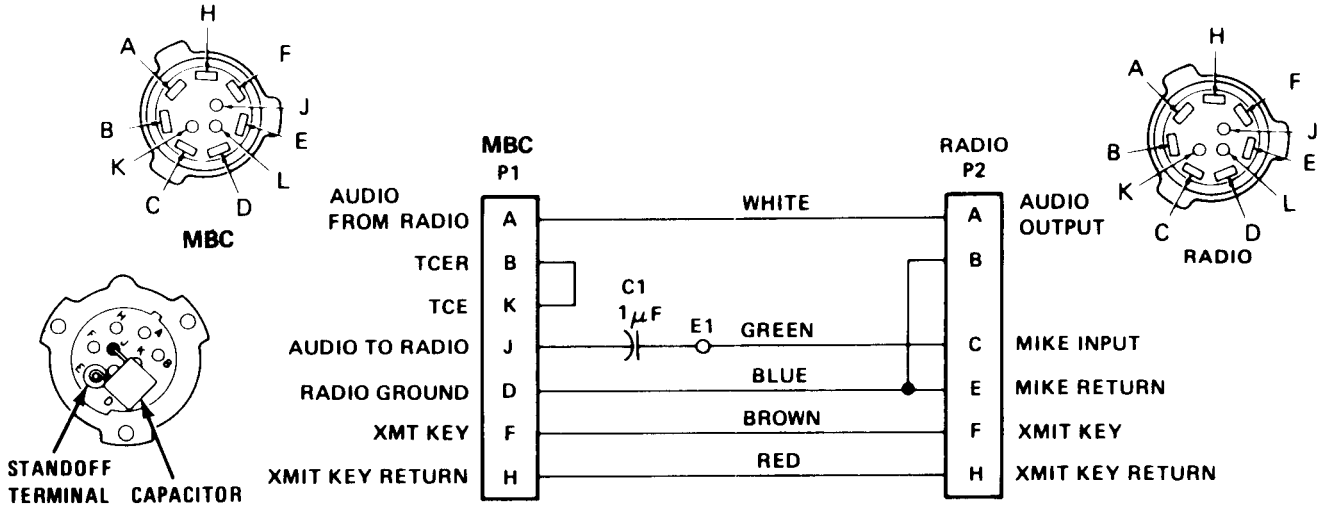 H
A
F
J
B
E
K
L
C
D
MBC
H
A
F
J
B
E
K
L
C
D
RADIO
MBC
P1
RADIO
P2
AUDIO
FROM RADIO A WHITE A AUDIO
OUTPUT
TCER B B
TCE K
C1
1μF E1
AUDIO TO RADIO J GREEN C MIKE INPUT
RADIO GROUND D BLUE E MIKE RETURN
XMT KEY F BROWN F XMIT KEY
XMIT KEY RETURN H RED H XMIT KEY RETURN
H
F
A
J
K
B
E
D
STANDOFF
TERMINAL CAPACITOR